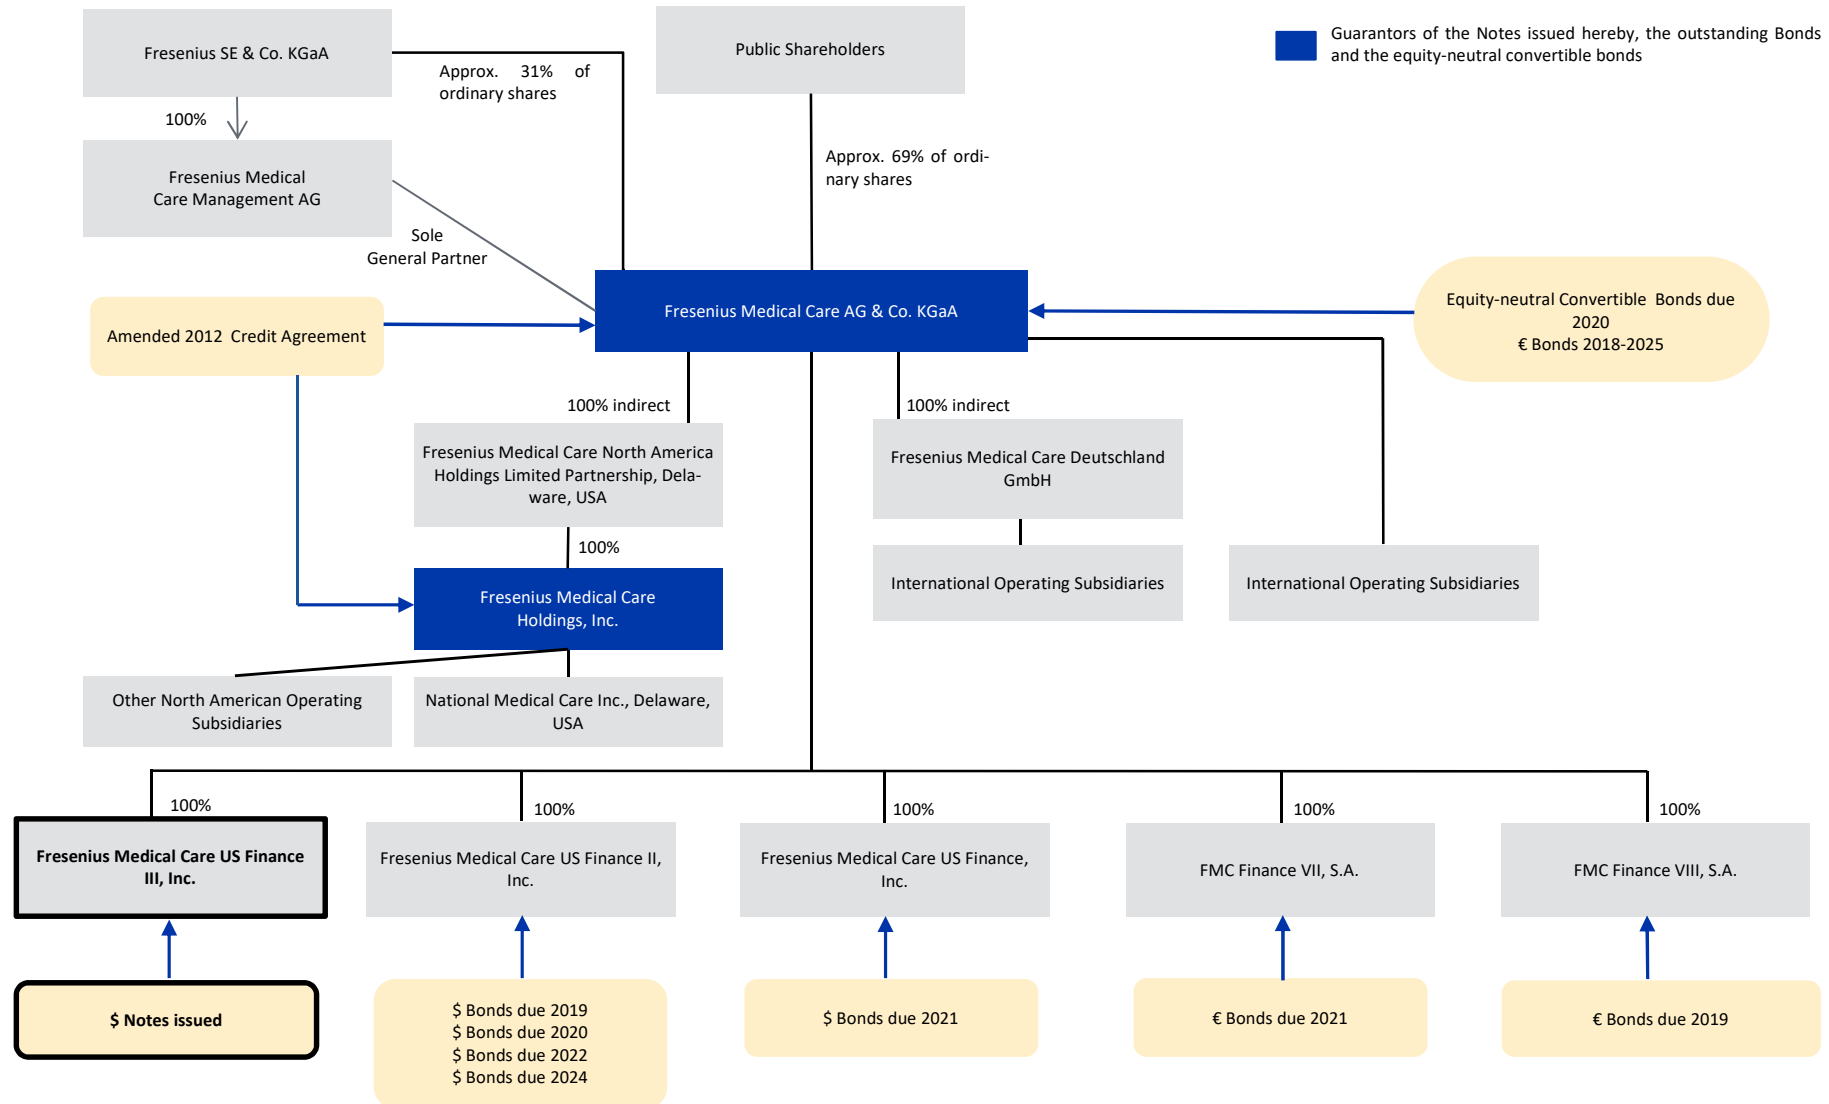 Fresenius SE & Co. KGaA
Approx. 31% of
ordinary shares
Public Shareholders
Guarantors of the Notes issued hereby, the outstanding Bonds
and the equity-neutral convertible bonds
100%
Fresenius Medical
Care Management AG
Approx. 69% of ordi-
nary shares
Sole
General Partner
Amended 2012 Credit Agreement
Fresenius Medical Care AG & Co. KGaA
Equity-neutral Convertible Bonds due
2020
€ Bonds 2018-2025
100% indirect
100% indirect
Fresenius Medical Care North America
Holdings Limited Partnership, Dela-
ware, USA
Fresenius Medical Care Deutschland
GmbH
100%
Fresenius Medical Care
Holdings, Inc.
International Operating Subsidiaries
International Operating Subsidiaries
Other North American Operating
Subsidiaries
National Medical Care Inc., Delaware,
USA
100%
100%
100%
100%
100%
Fresenius Medical Care US Finance
III, Inc.
Fresenius Medical Care US Finance II,
Inc.
Fresenius Medical Care US Finance,
Inc.
FMC Finance VII, S.A.
FMC Finance VIII, S.A.
$ Notes issued
$ Bonds due 2019
$ Bonds due 2020
$ Bonds due 2022
$ Bonds due 2024
$ Bonds due 2021
€ Bonds due 2021
€ Bonds due 2019